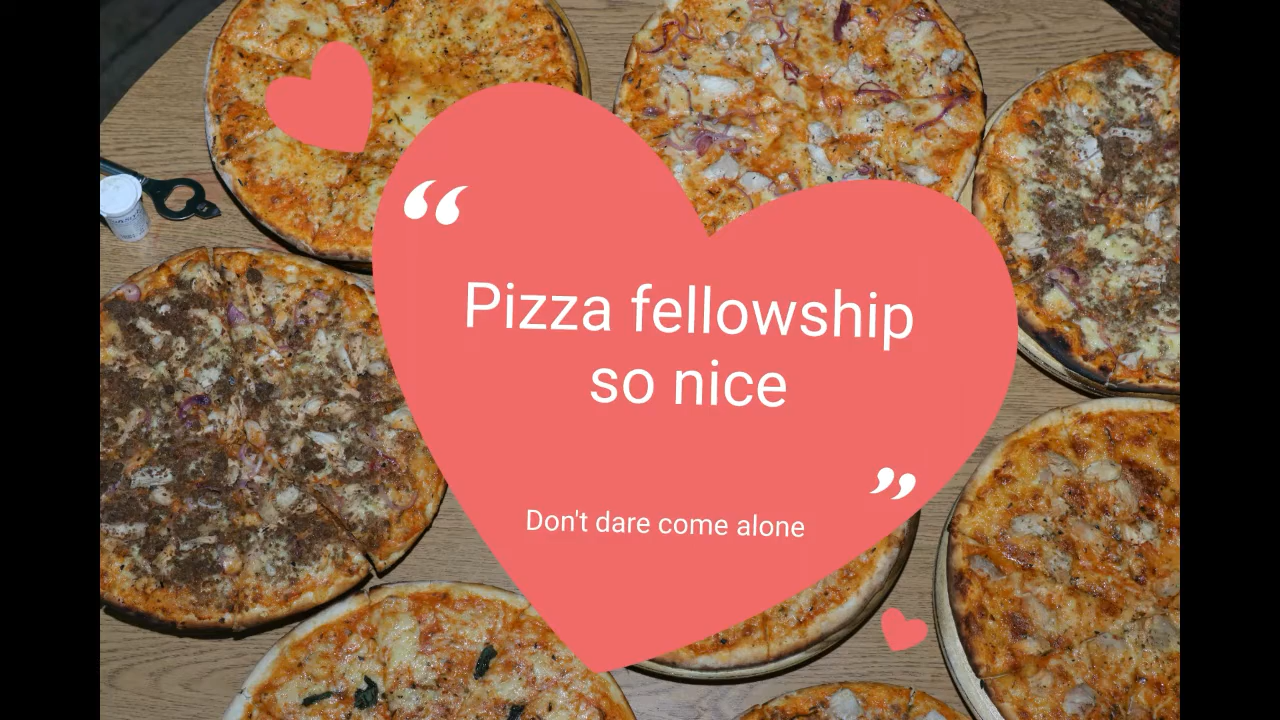 “
Pizza fellowship
so nice
”
Don't dare come alone